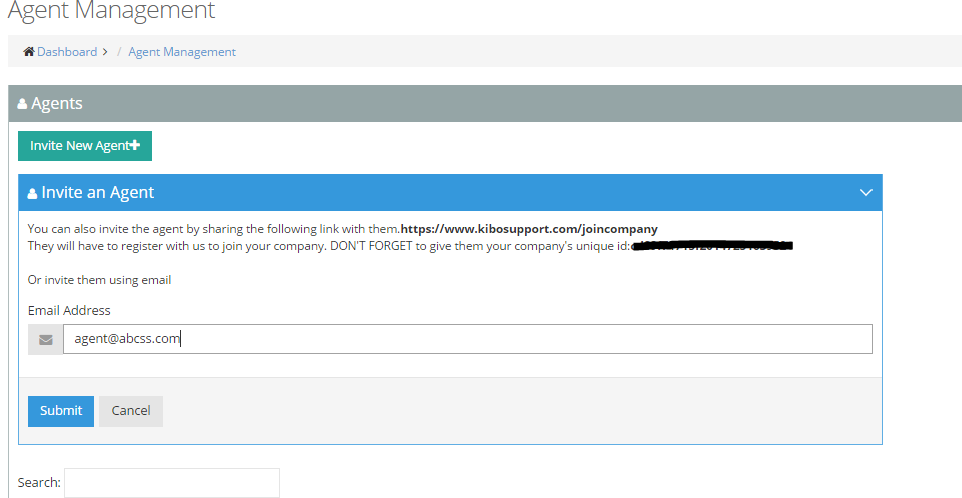 Agent Management
Dashboard > / Agent Management
Agents
Invite New Agent+
Invite an Agent
You can also invite the agent by sharing the following link with them.https://www.kibosupport.com/joincompany
They will have to register with us to join your company. DON'T FORGET to give them your company's unique id:
Or invite them using email
Email Address
agent@abcss.com
Submit Cancel
Search: